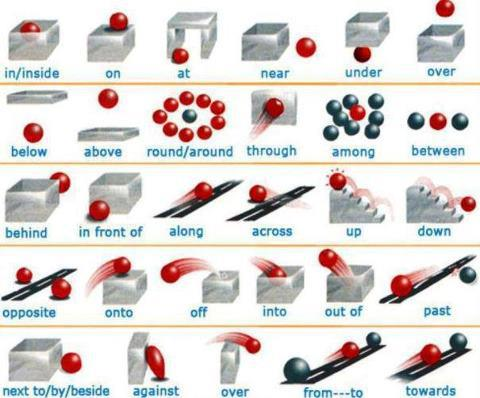 in/inside on at near under over
below above round/around through among between
behind in front of along across up down
opposite onto off into out of past
next to/by/beside against over from---to towards